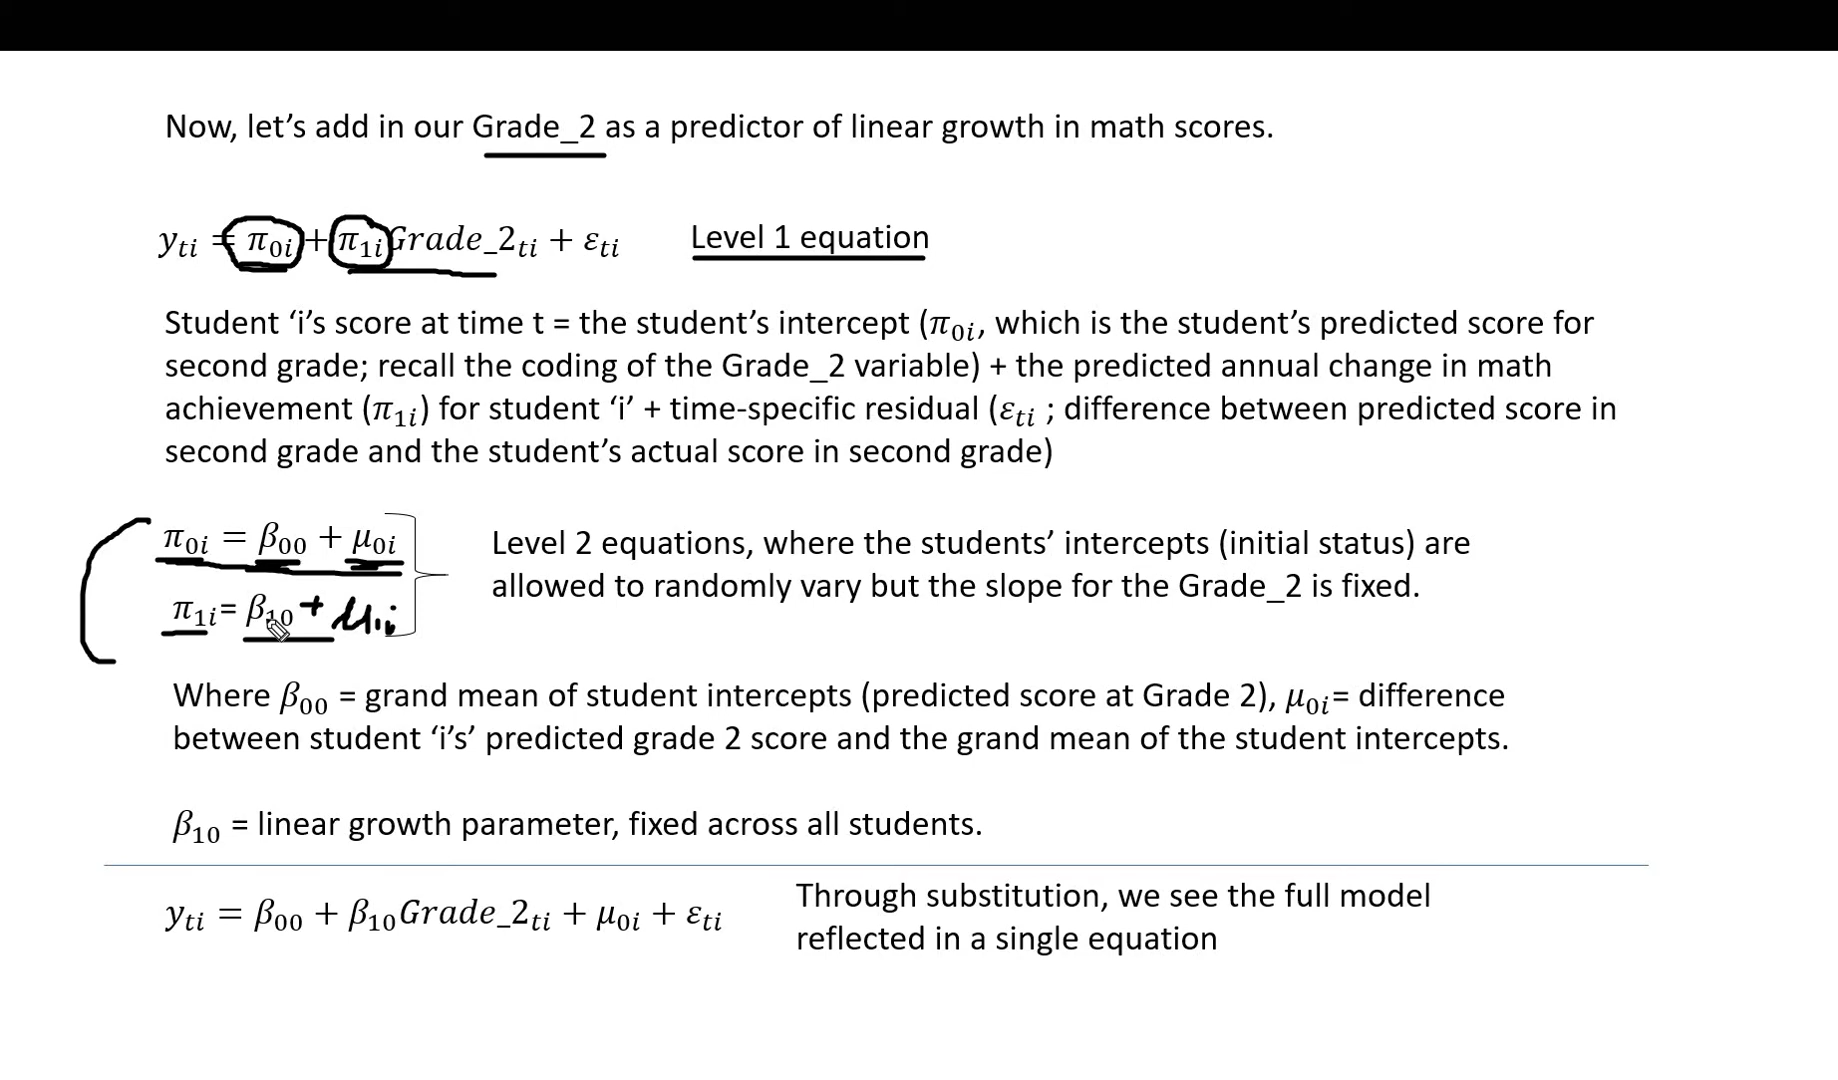 Now, let’s add in our Grade_2 as a predictor of linear growth in math scores.
y_ti = π_0i + π_1i Grade_2_ti + ε_ti Level 1 equation
Student ‘i’s score at time t = the student’s intercept (π_0i, which is the student’s predicted score for
second grade; recall the coding of the Grade_2 variable) + the predicted annual change in math
achievement (π_1i) for student ‘i’ + time-specific residual (ε_ti ; difference between predicted score in
second grade and the student’s actual score in second grade)
π_0i = β_00 + μ_0i
Level 2 equations, where the students’ intercepts (initial status) are
allowed to randomly vary but the slope for the Grade_2 is fixed.
π_1i = β_10 + μ_1i
Where β_00 = grand mean of student intercepts (predicted score at Grade 2), μ_0i = difference
between student ‘i’s’ predicted grade 2 score and the grand mean of the student intercepts.
β_10 = linear growth parameter, fixed across all students.
y_ti = β_00 + β_10 Grade_2_ti + μ_0i + ε_ti
Through substitution, we see the full model
reflected in a single equation